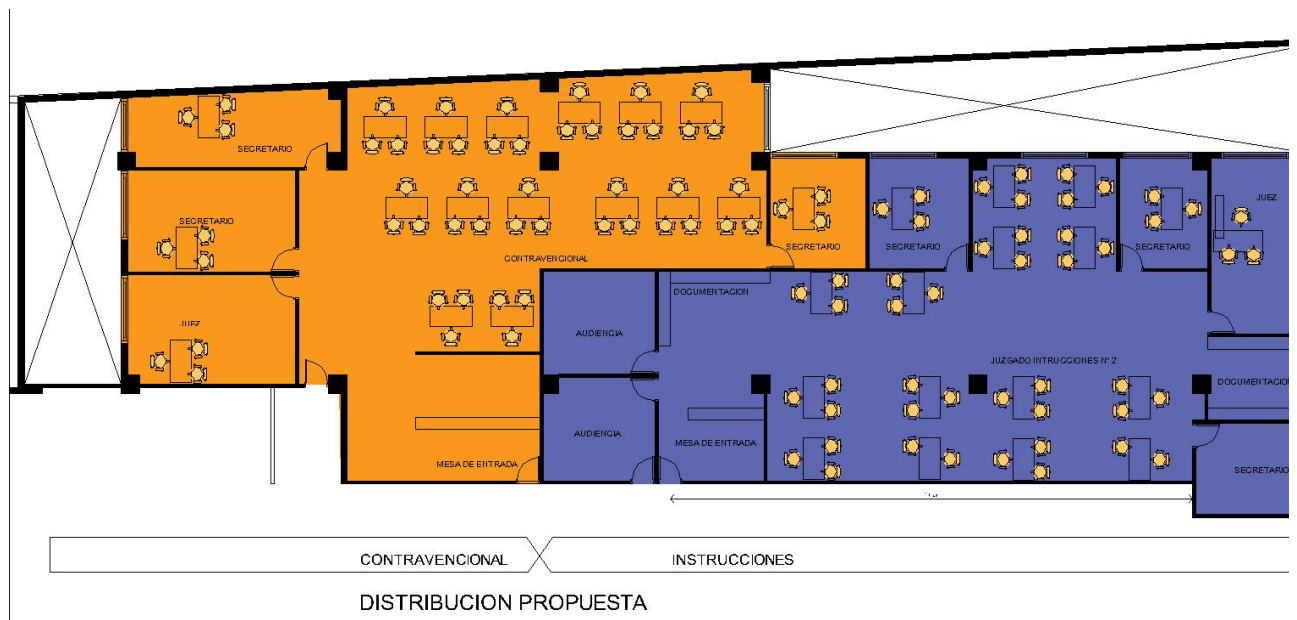 SECRETARIO
SECRETARIO
JUEZ
CONTRAVENCIONAL
MESA DE ENTRADA
SECRETARIO
SECRETARIO
SECRETARIO
JUEZ
DOCUMENTACION
AUDIENCIA
AUDIENCIA
MESA DE ENTRADA
JUZGADO INTRUCCIONES Nº 2
DOCUMENTACION
SECRETARIO
CONTRAVENCIONAL
INSTRUCCIONES
DISTRIBUCION PROPUESTA